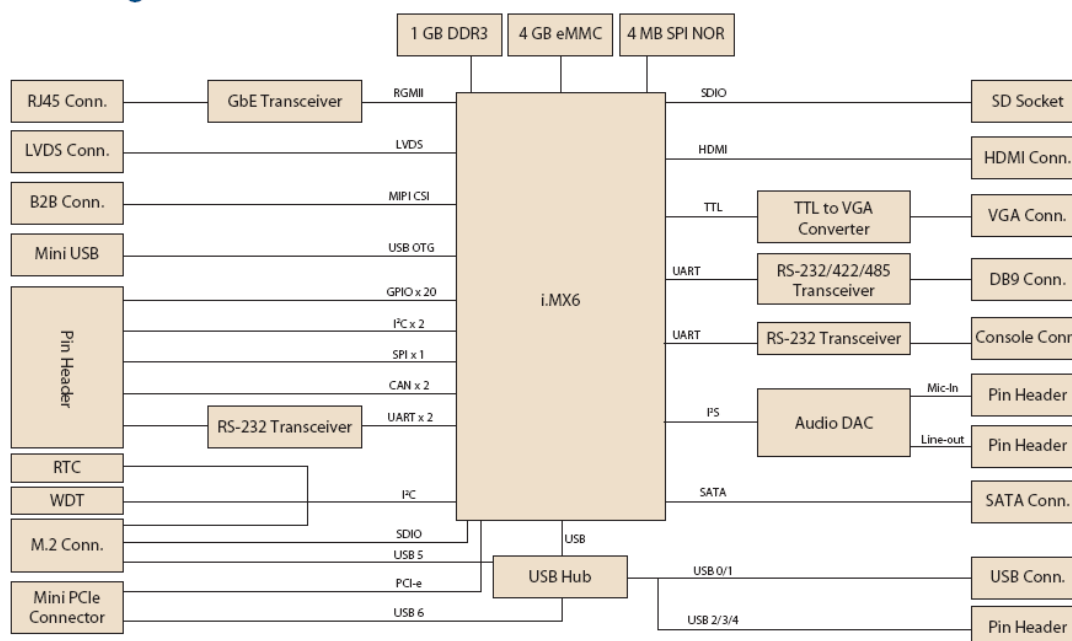 1 GB DDR3
4 GB eMMC
4 MB SPI NOR
RJ45 Conn.
GbE Transceiver
RGMII
SDIO
SD Socket
LVDS Conn.
LVDS
HDMI
HDMI Conn.
B2B Conn.
MIPI CSI
TTL
TTL to VGA
Converter
VGA Conn.
Mini USB
USB OTG
UART
RS-232/422/485
Transceiver
DB9 Conn.
i.MX6
Pin Header
GPIO x 20
I²C x 2
SPI x 1
CAN x 2
RS-232 Transceiver
UART x 2
UART
RS-232 Transceiver
Console Conn
I²S
Audio DAC
Mic-In
Pin Header
Line-out
Pin Header
RTC
WDT
I²C
SATA
SATA Conn.
M.2 Conn.
SDIO
USB 5
USB
USB Hub
USB 0/1
USB Conn.
Mini PCIe
Connector
PCI-e
USB 6
USB 2/3/4
Pin Header